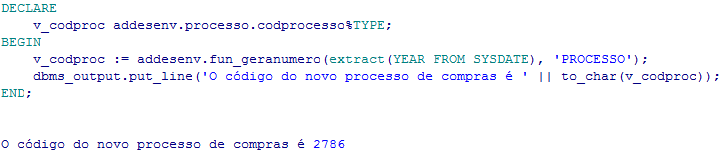 DECLARE
v_codproc addesenv.processo.codprocesso%TYPE;
BEGIN
v_codproc := addesenv.fun_geranumero(extract(YEAR FROM SYSDATE), 'PROCESSO');
dbms_output.put_line('O código do novo processo de compras é ' || to_char(v_codproc));
END;
O código do novo processo de compras é 2786